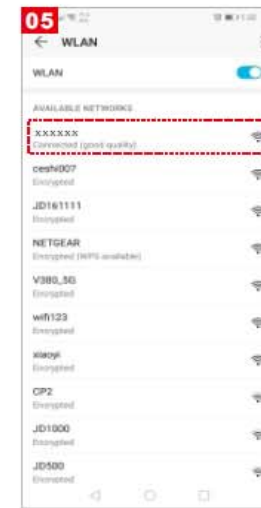 05
WLAN
WLAN
AVAILABLE NETWORKS
XXXXXX
Connected (good quality)
ceshi007
Encrypted
JD161111
Encrypted
NETGEAR
Encrypted (WPS available)
V380_5G
Encrypted
wifi123
Encrypted
xiaoyi
Encrypted
CP2
Encrypted
JD1000
Encrypted
JD500
Encrypted